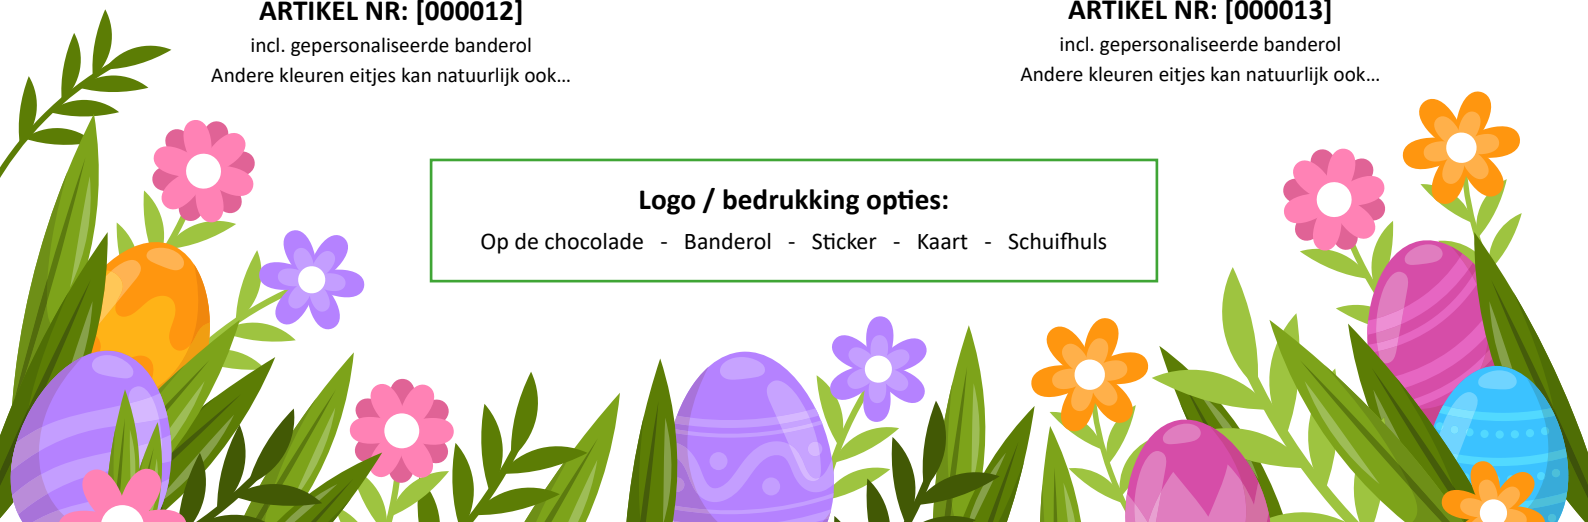 ARTIKEL NR: [000012]
incl. gepersonaliseerde banderol
Andere kleuren eitjes kan natuurlijk ook...
ARTIKEL NR: [000013]
incl. gepersonaliseerde banderol
Andere kleuren eitjes kan natuurlijk ook...
Logo / bedrukking opties:
Op de chocolade - Banderol - Sticker - Kaart - Schuifhuls